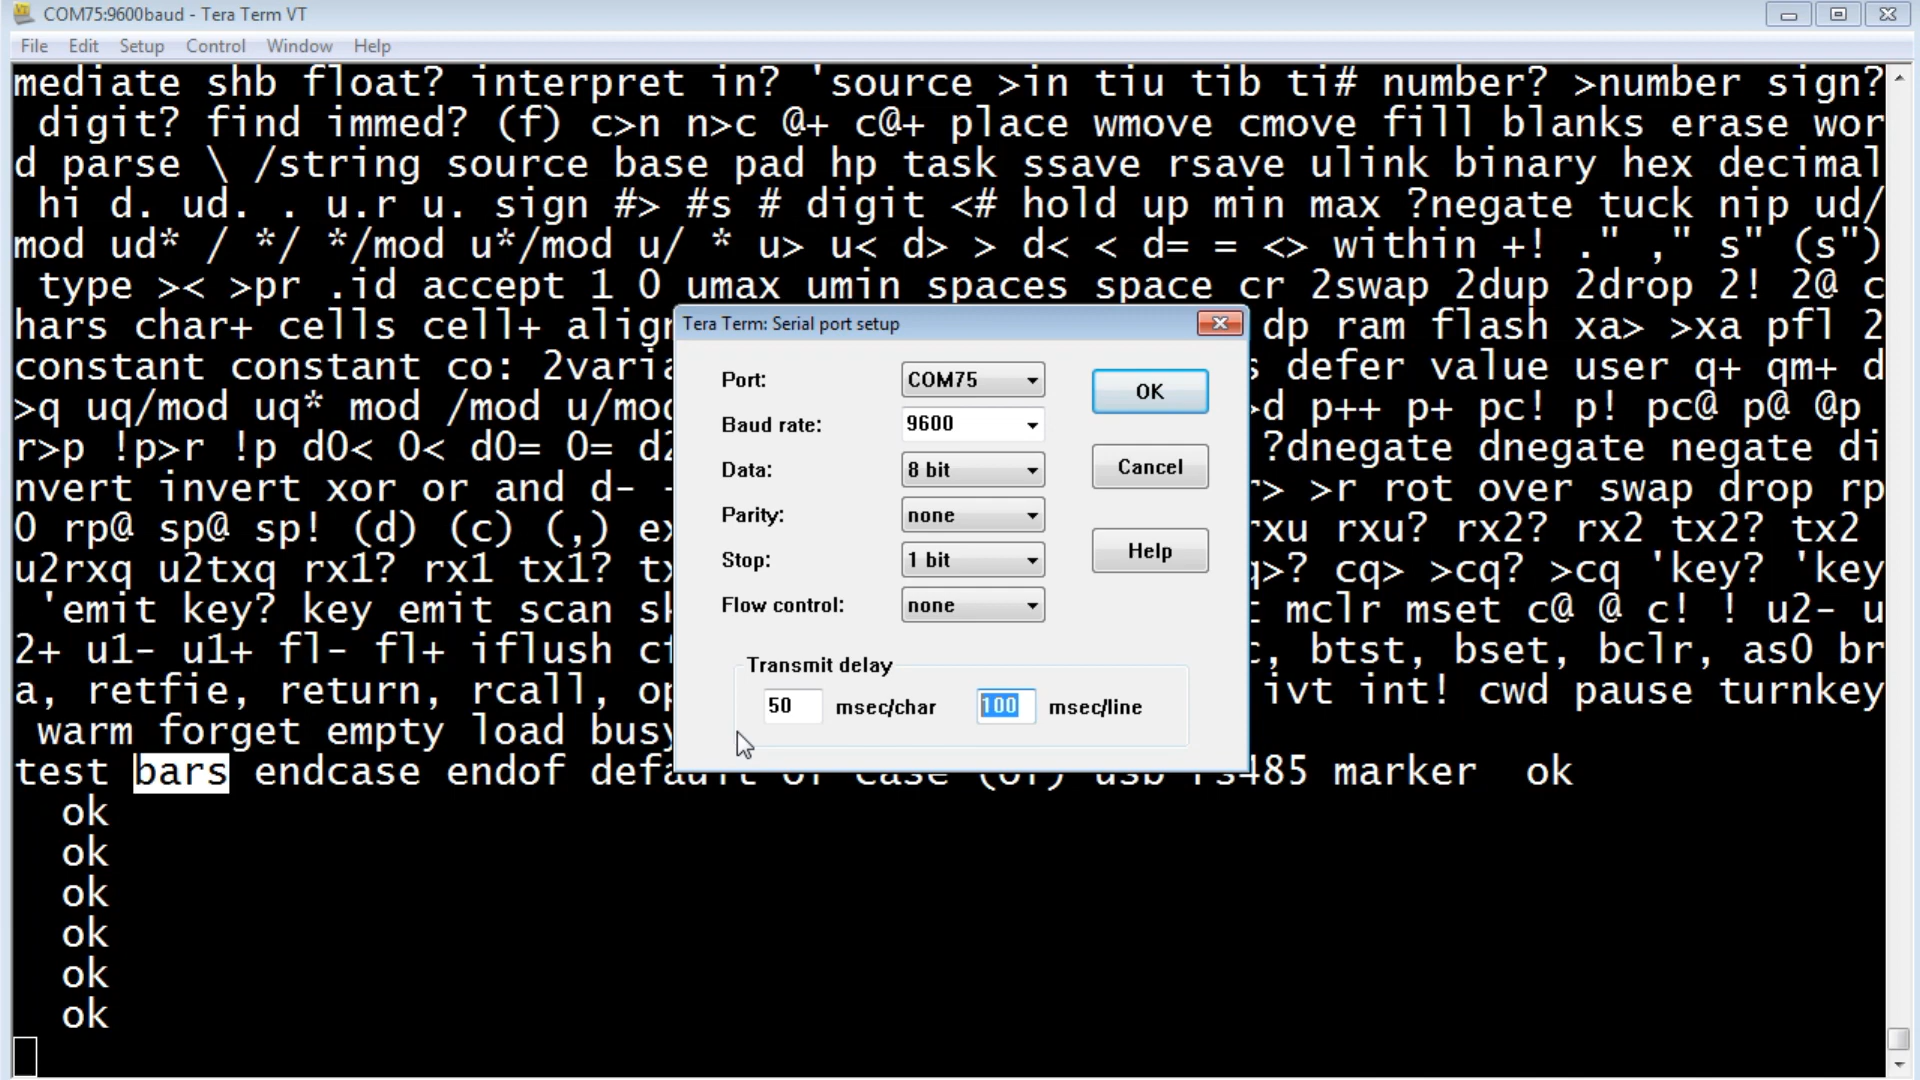 COM75:9600baud - Tera Term VT
File Edit Setup Control Window Help
mediate shb float? interpret in? 'source >in tiu tib ti# number? >number sign?
digit? find immed? (f) c>n n>c @+ c@+ place wmove cmove fill blanks erase wor
d parse \ /string source base pad hp task ssave rsave ulink binary hex decimal
hi d. ud. . u.r u. sign #> #s # digit <# hold up min max ?negate tuck nip ud/
mod ud* / */ */mod u*/mod u/ * u> u< d> > d< < d= = <> within +! ." ," s" (s")
type >< >pr .id accept 1 0 umax umin spaces space cr 2swap 2dup 2drop 2! 2@ c
hars char+ cells cell+ align dp ram flash xa> >xa pfl 2
constant constant co: 2varia defer value user q+ qm+ d
>q uq/mod uq* mod /mod u/mod >d p++ p+ pc! p! pc@ p@ @p
r>p !p>r !p d0< 0< d0= 0= d2 ?dnegate dnegate negate di
nvert invert xor or and d- r> >r rot over swap drop rp
0 rp@ sp@ sp! (d) (c) (,) ex rxu rxu? rx2? rx2 tx2? tx2
u2rxq u2txq rx1? rx1 tx1? tx q>? cq> >cq? >cq 'key? 'key
'emit key? key emit scan sk mclr mset c@ @ c! ! u2- u
2+ u1- u1+ fl- fl+ iflush cf btst, bset, bclr, as0 br
a, retfie, return, rcall, op ivt int! cwd pause turnkey
warm forget empty load busy
test bars endcase endof default of case (of) usb rs485 marker ok
ok
ok
ok
ok
ok
ok
Tera Term: Serial port setup
Port: COM75 OK
Baud rate: 9600
Data: 8 bit Cancel
Parity: none
Stop: 1 bit Help
Flow control: none
Transmit delay
50 msec/char 100 msec/line